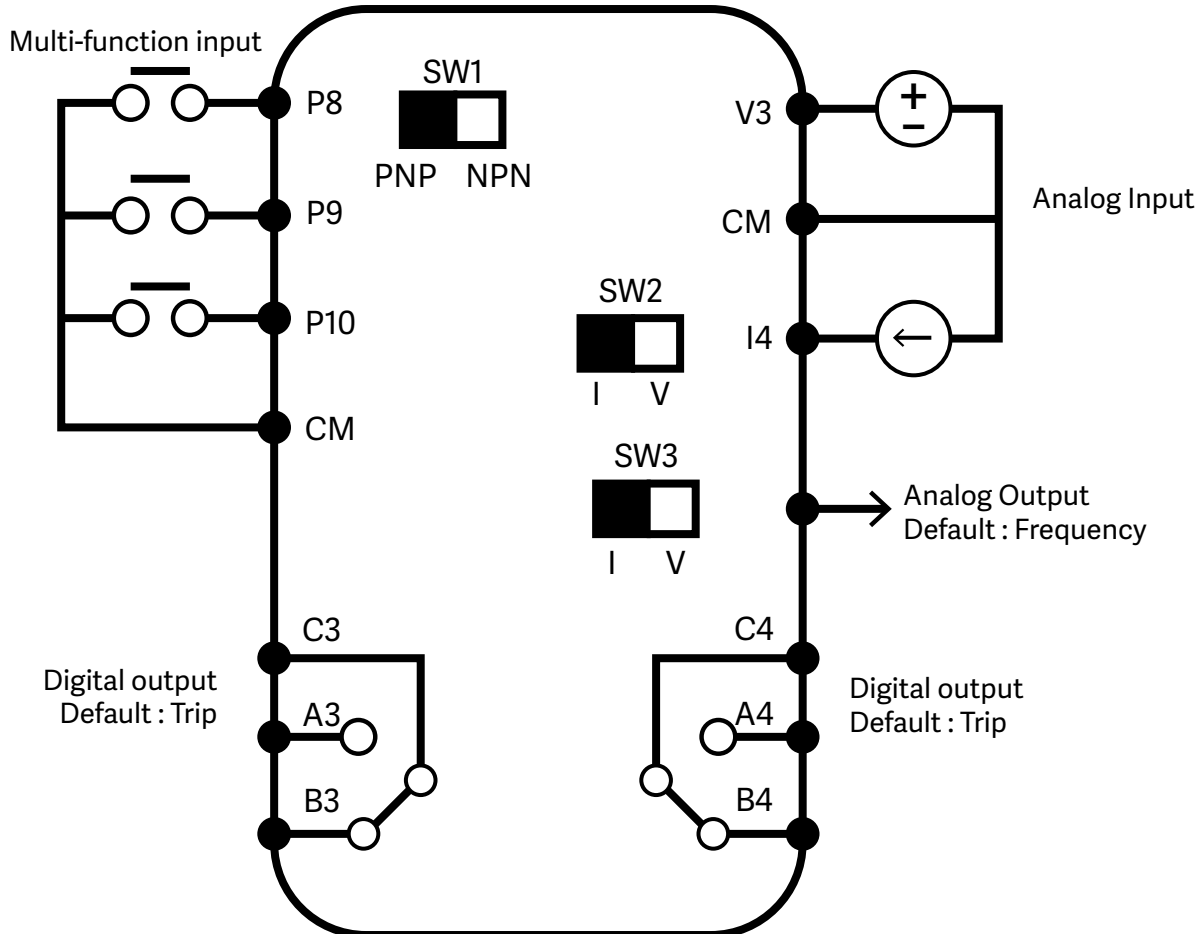 Multi-function input
SW1
P8
V3
PNP NPN
P9
CM
Analog Input
SW2
P10
I4
I V
CM
SW3
Analog Output
Default : Frequency
I V
C3
C4
Digital output
Default : Trip
A3
A4
Digital output
Default : Trip
B3
B4